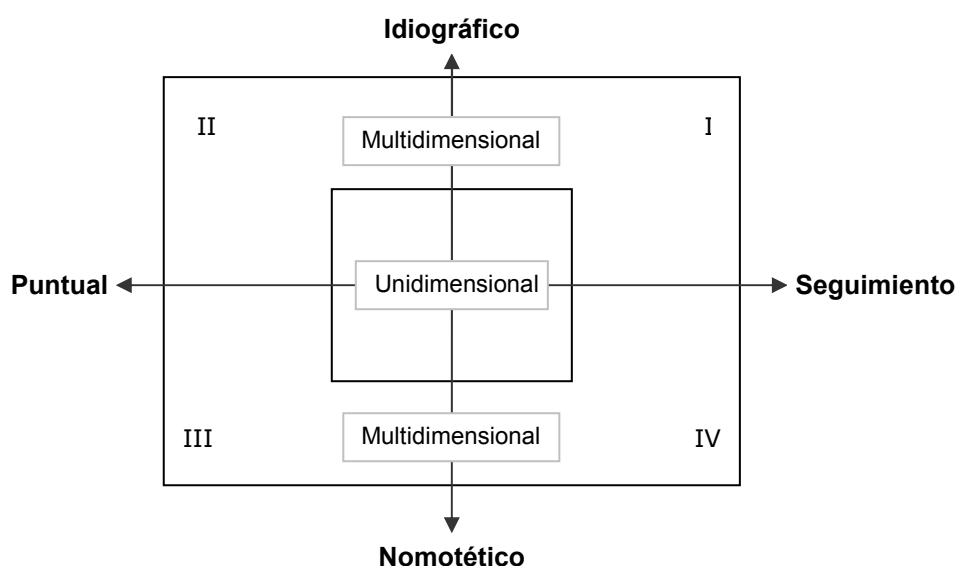 Idiográfico
II
Multidimensional
I
Puntual
Unidimensional
Seguimiento
III
Multidimensional
IV
Nomotético